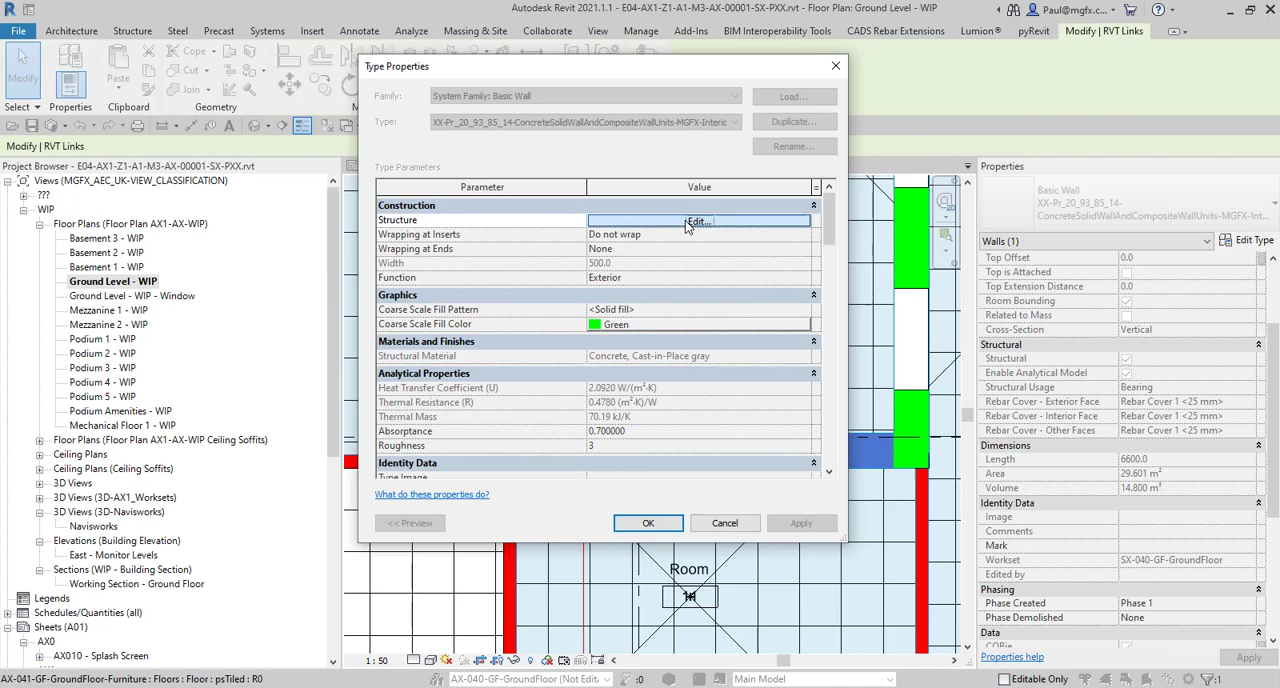 Autodesk Revit 2021.1.1 - E04-AX1-Z1-A1-M3-AX-00001-SX-PXX.rvt - Floor Plan: Ground Level - WIP
Paul@mgfx.c...
File Architecture Structure Steel Precast Systems Insert Annotate Analyze Massing & Site Collaborate View Manage Add-Ins BIM Interoperability Tools CADS Rebar Extensions Lumion® pyRevit Modify | RVT Links
Modify
Paste
Cope
Cut
Join
Select Properties Clipboard Geometry
Modify | RVT Links
Project Browser - E04-AX1-Z1-A1-M3-AX-00001-SX-PXX.rvt
Views (MGFX_AEC_UK-VIEW_CLASSIFICATION)
???
WIP
Floor Plans (Floor Plan AX1-AX-WIP)
Basement 3 - WIP
Basement 2 - WIP
Basement 1 - WIP
Ground Level - WIP
Ground Level - WIP - Window
Mezzanine 1 - WIP
Mezzanine 2 - WIP
Podium 1 - WIP
Podium 2 - WIP
Podium 3 - WIP
Podium 4 - WIP
Podium 5 - WIP
Podium Amenities - WIP
Mechanical Floor 1 - WIP
Floor Plans (Floor Plan AX1-WIP Ceiling Soffits)
Ceiling Plans
Ceiling Plans (Ceiling Soffits)
3D Views
3D Views (3D-AX1_Worksets)
3D Views (3D-Navisworks)
Navisworks
Elevations (Building Elevation)
East - Monitor Levels
Sections (WIP - Building Section)
Working Section - Ground Floor
Legends
Schedules/Quantities (all)
Sheets (A01)
AX0
AX010 - Splash Screen
Type Properties
Family: System Family: Basic Wall Load...
Type: XX-Pr_20_93_85_14-ConcreteSolidWallAndCompositeWallUnits-MGFX-Interic Duplicate...
Rename...
Type Parameters
Parameter Value =
Construction
Structure Edit...
Wrapping at Inserts Do not wrap
Wrapping at Ends None
Width 500.0
Function Exterior
Graphics
Coarse Scale Fill Pattern <Solid fill>
Coarse Scale Fill Color Green
Materials and Finishes
Structural Material Concrete, Cast-in-Place gray
Analytical Properties
Heat Transfer Coefficient (U) 2.0920 W/(m²·K)
Thermal Resistance (R) 0.4780 (m²·K)/W
Thermal Mass 70.19 kJ/K
Absorptance 0.700000
Roughness 3
Identity Data
Type Image
What do these properties do?
<< Preview OK Cancel Apply
Room
Properties
Basic Wall
XX-Pr_20_93_85_14-
ConcreteSolidWallAndCompositeWallUnits-MGFX-Int...
Walls (1) Edit Type
Top Offset 0.0
Top is Attached
Top Extension Distance 0.0
Room Bounding
Related to Mass
Cross-Section Vertical
Structural
Structural
Enable Analytical Model
Structural Usage Bearing
Rebar Cover - Exterior Face Rebar Cover 1 <25 mm>
Rebar Cover - Interior Face Rebar Cover 1 <25 mm>
Rebar Cover - Other Faces Rebar Cover 1 <25 mm>
Dimensions
Length 6600.0
Area 29.601 m²
Volume 14.800 m³
Identity Data
Image
Comments
Mark
Workset SX-040-GF-GroundFloor
Edited by
Phasing
Phase Created Phase 1
Phase Demolished None
Data
Properties help Apply
1 : 50
AX-041-GF-GroundFloor-Furniture : Floors : Floor : psTiled : R0
AX-040-GF-GroundFloor (Not Edit
:0
Main Model
Editable Only
:1